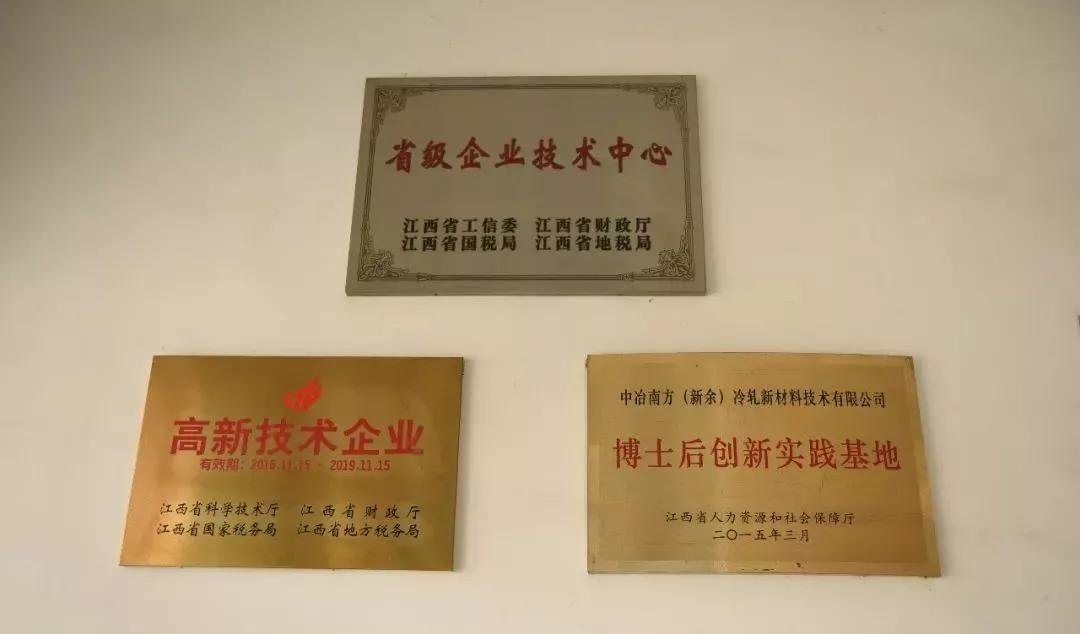 省级企业技术中心
江西省工信委 江西省财政厅
江西省国税局 江西省地税局
高新技术企业
有效期：2016.11.15 - 2019.11.15
江西省科学技术厅 江西省财政厅
江西省国家税务局 江西省地方税务局
中冶南方（新余）冷轧新材料技术有限公司
博士后创新实践基地
江西省人力资源和社会保障厅
二〇一五年三月